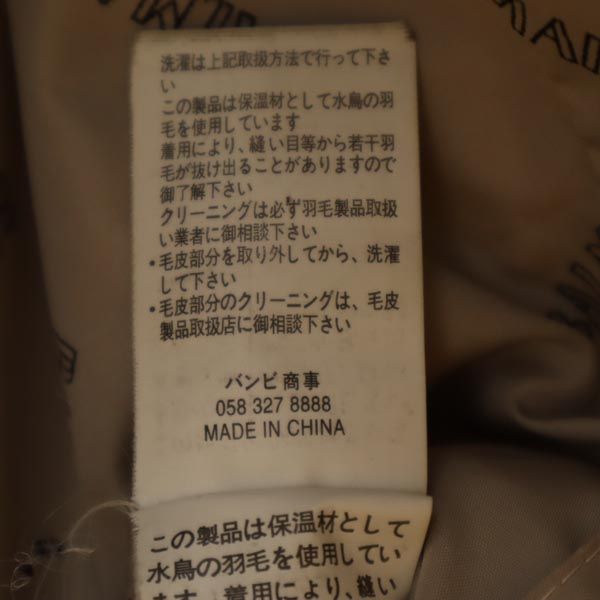 洗濯は上記取扱方法で行って下さ
い
この製品は保温材として水鳥の羽
毛を使用しています
着用により、縫い目等から若干羽
毛が抜け出ることがありますので
御了解下さい
クリーニングは必ず羽毛製品取扱
い業者に御相談下さい
・毛皮部分を取り外してから、洗濯
して下さい
・毛皮部分のクリーニングは、毛皮
製品取扱店に御相談下さい
バンビ商事
058 327 8888
MADE IN CHINA
この製品は保温材として
水鳥の羽毛を使用してい
ます 着用により、縫い